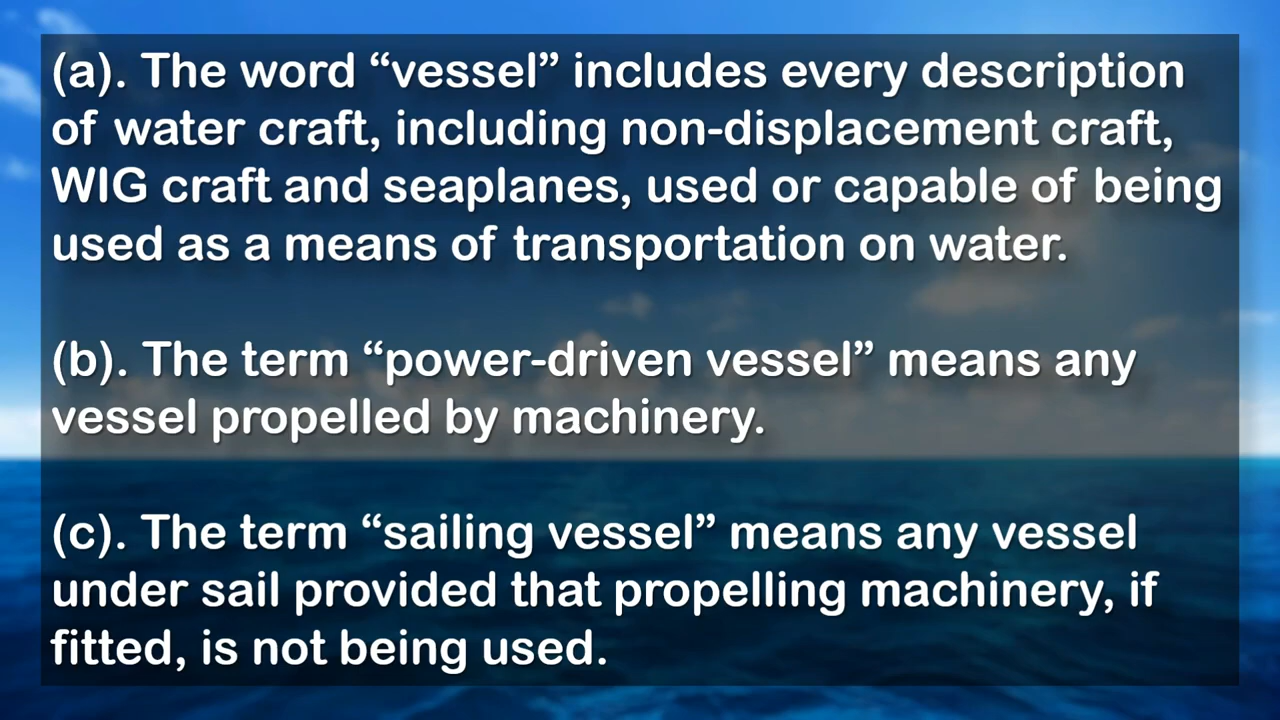 (a). The word “vessel” includes every description
of water craft, including non-displacement craft,
WIG craft and seaplanes, used or capable of being
used as a means of transportation on water.
(b). The term “power-driven vessel” means any
vessel propelled by machinery.
(c). The term “sailing vessel” means any vessel
under sail provided that propelling machinery, if
fitted, is not being used.